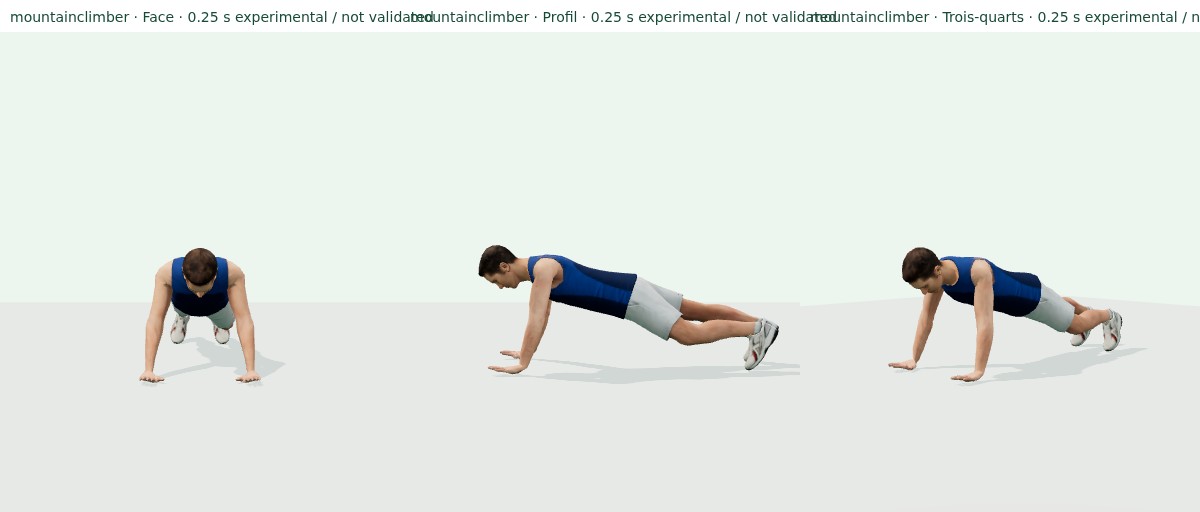 mountainclimber · Face · 0.25 s experimental / not validated
mountainclimber · Profil · 0.25 s experimental / not validated
mountainclimber · Trois-quarts · 0.25 s experimental / n